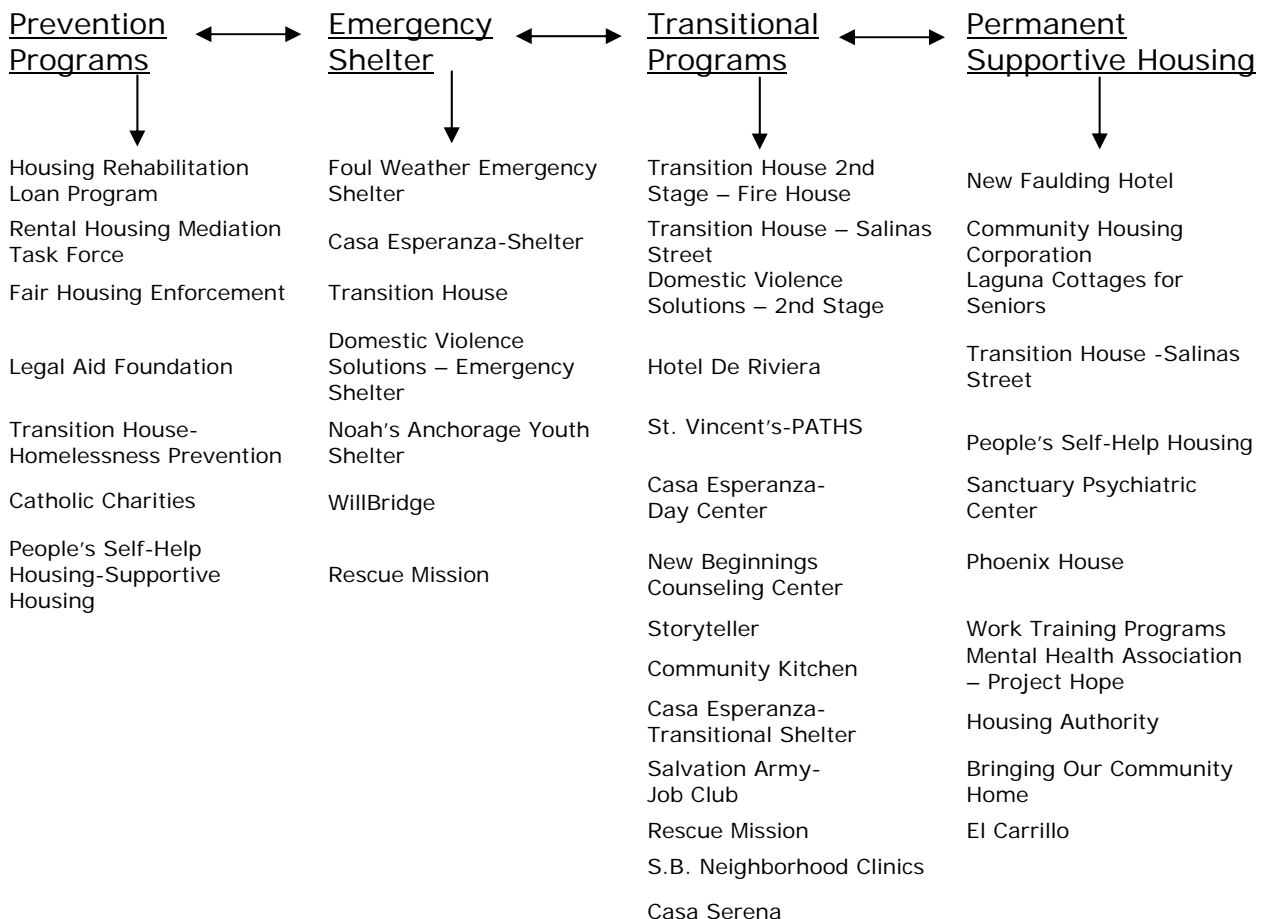 Prevention
Programs
Housing Rehabilitation
Loan Program
Rental Housing Mediation
Task Force
Fair Housing Enforcement
Legal Aid Foundation
Transition House-
Homelessness Prevention
Catholic Charities
People's Self-Help
Housing-Supportive
Housing
Emergency
Shelter
Foul Weather Emergency
Shelter
Casa Esperanza-Shelter
Transition House
Domestic Violence
Solutions – Emergency
Shelter
Noah's Anchorage Youth
Shelter
WillBridge
Rescue Mission
Transitional
Programs
Transition House 2nd
Stage – Fire House
Transition House – Salinas
Street
Domestic Violence
Solutions – 2nd Stage
Hotel De Riviera
St. Vincent's-PATHS
Casa Esperanza-
Day Center
New Beginnings
Counseling Center
Storyteller
Community Kitchen
Casa Esperanza-
Transitional Shelter
Salvation Army-
Job Club
Rescue Mission
S.B. Neighborhood Clinics
Casa Serena
Permanent
Supportive Housing
New Faulding Hotel
Community Housing
Corporation
Laguna Cottages for
Seniors
Transition House -Salinas
Street
People's Self-Help Housing
Sanctuary Psychiatric
Center
Phoenix House
Work Training Programs
Mental Health Association
– Project Hope
Housing Authority
Bringing Our Community
Home
El Carrillo